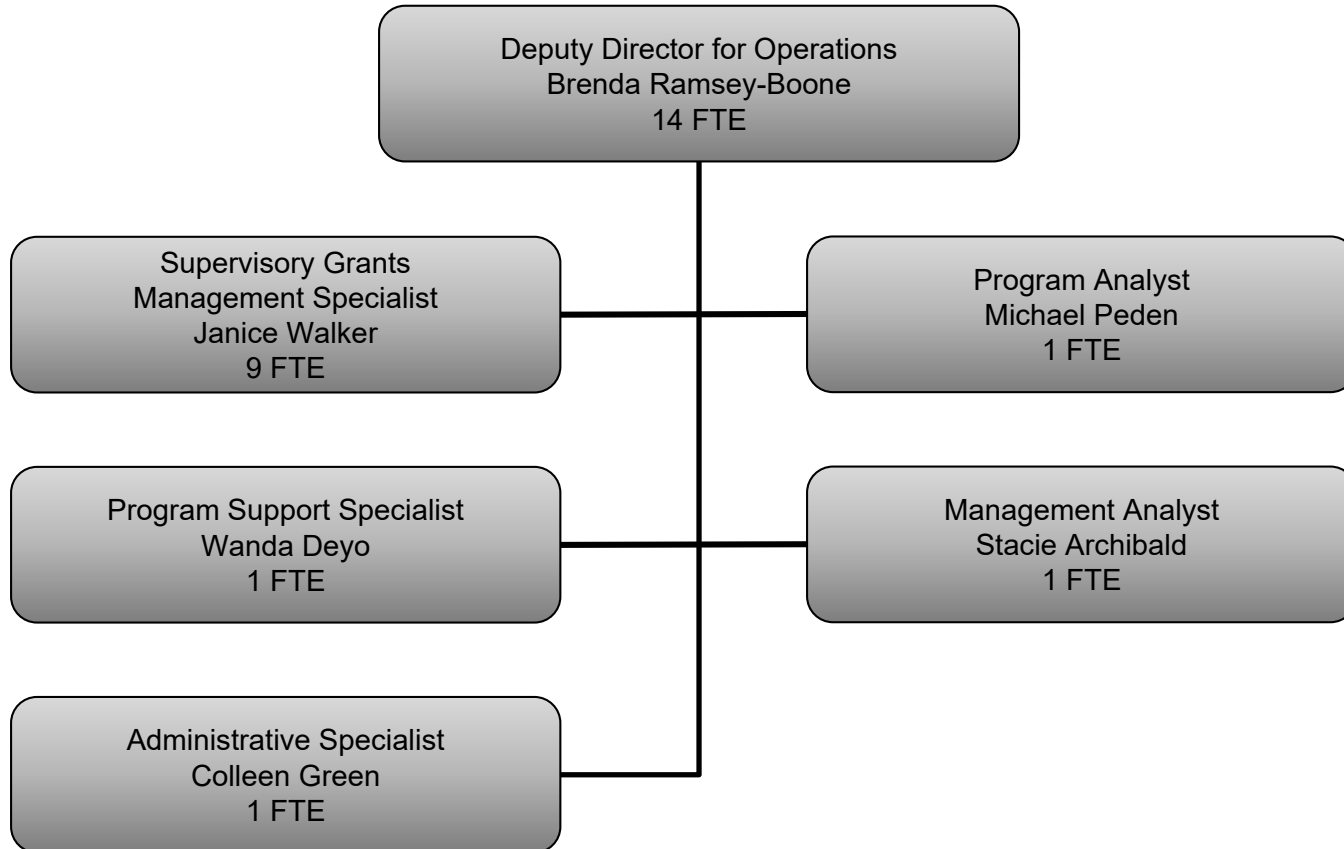 Deputy Director for Operations
Brenda Ramsey-Boone
14 FTE
Supervisory Grants
Management Specialist
Janice Walker
9 FTE
Program Analyst
Michael Peden
1 FTE
Program Support Specialist
Wanda Deyo
1 FTE
Management Analyst
Stacie Archibald
1 FTE
Administrative Specialist
Colleen Green
1 FTE